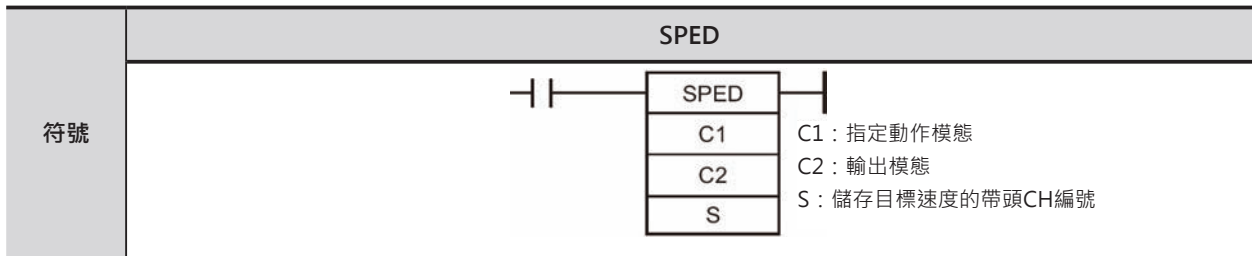 SPED
符號
SPED
C1
C2
S
C1：指定動作模態
C2：輸出模態
S：儲存目標速度的帶頭CH編號